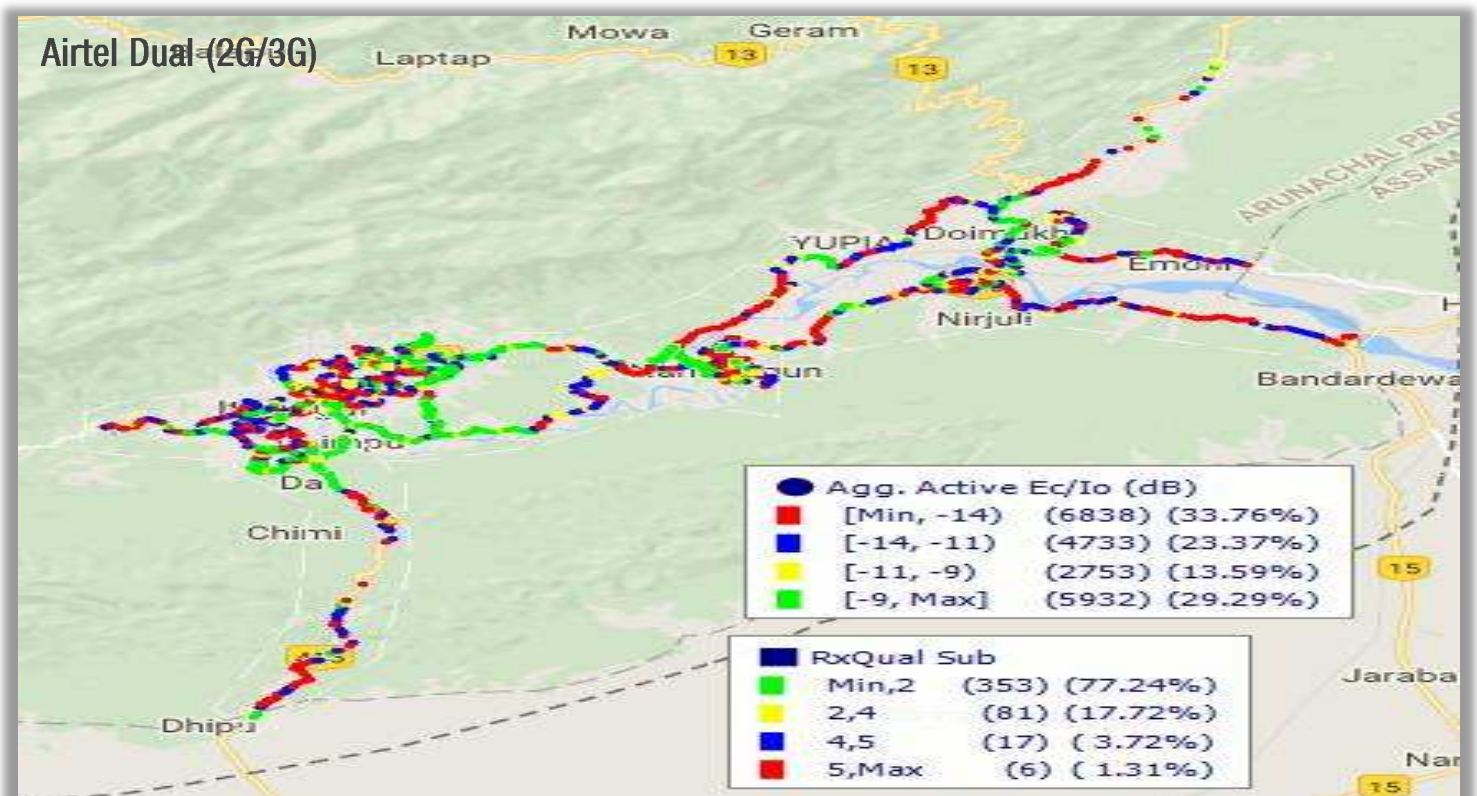 Airtel Dual (2G/3G)
Mowa
Geram
Laptap
13
13
ARUNACHAL PRA
ASSAM
YUPIA
Emchi
Nirjuli
Bandardewa
Da
Chimi
Agg. Active Ec/Io (dB)
[Min, -14) (6838) (33.76%)
[-14, -11) (4733) (23.37%)
[-11, -9) (2753) (13.59%)
[-9, Max] (5932) (29.29%)
15
RxQual Sub
Min,2 (353) (77.24%)
2,4 (81) (17.72%)
4,5 (17) ( 3.72%)
5,Max (6) ( 1.31%)
Jaraba
Dhipu
Nar
15